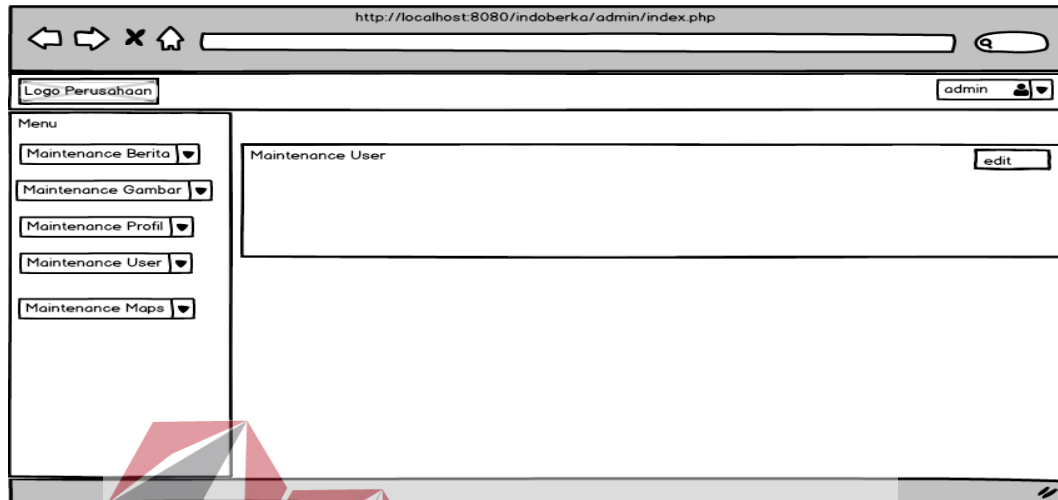 http://localhost:8080/indoberka/admin/index.php
Logo Perusahaan
admin
Menu
Maintenance Berita
Maintenance Gambar
Maintenance Profil
Maintenance User
Maintenance Maps
Maintenance User
edit